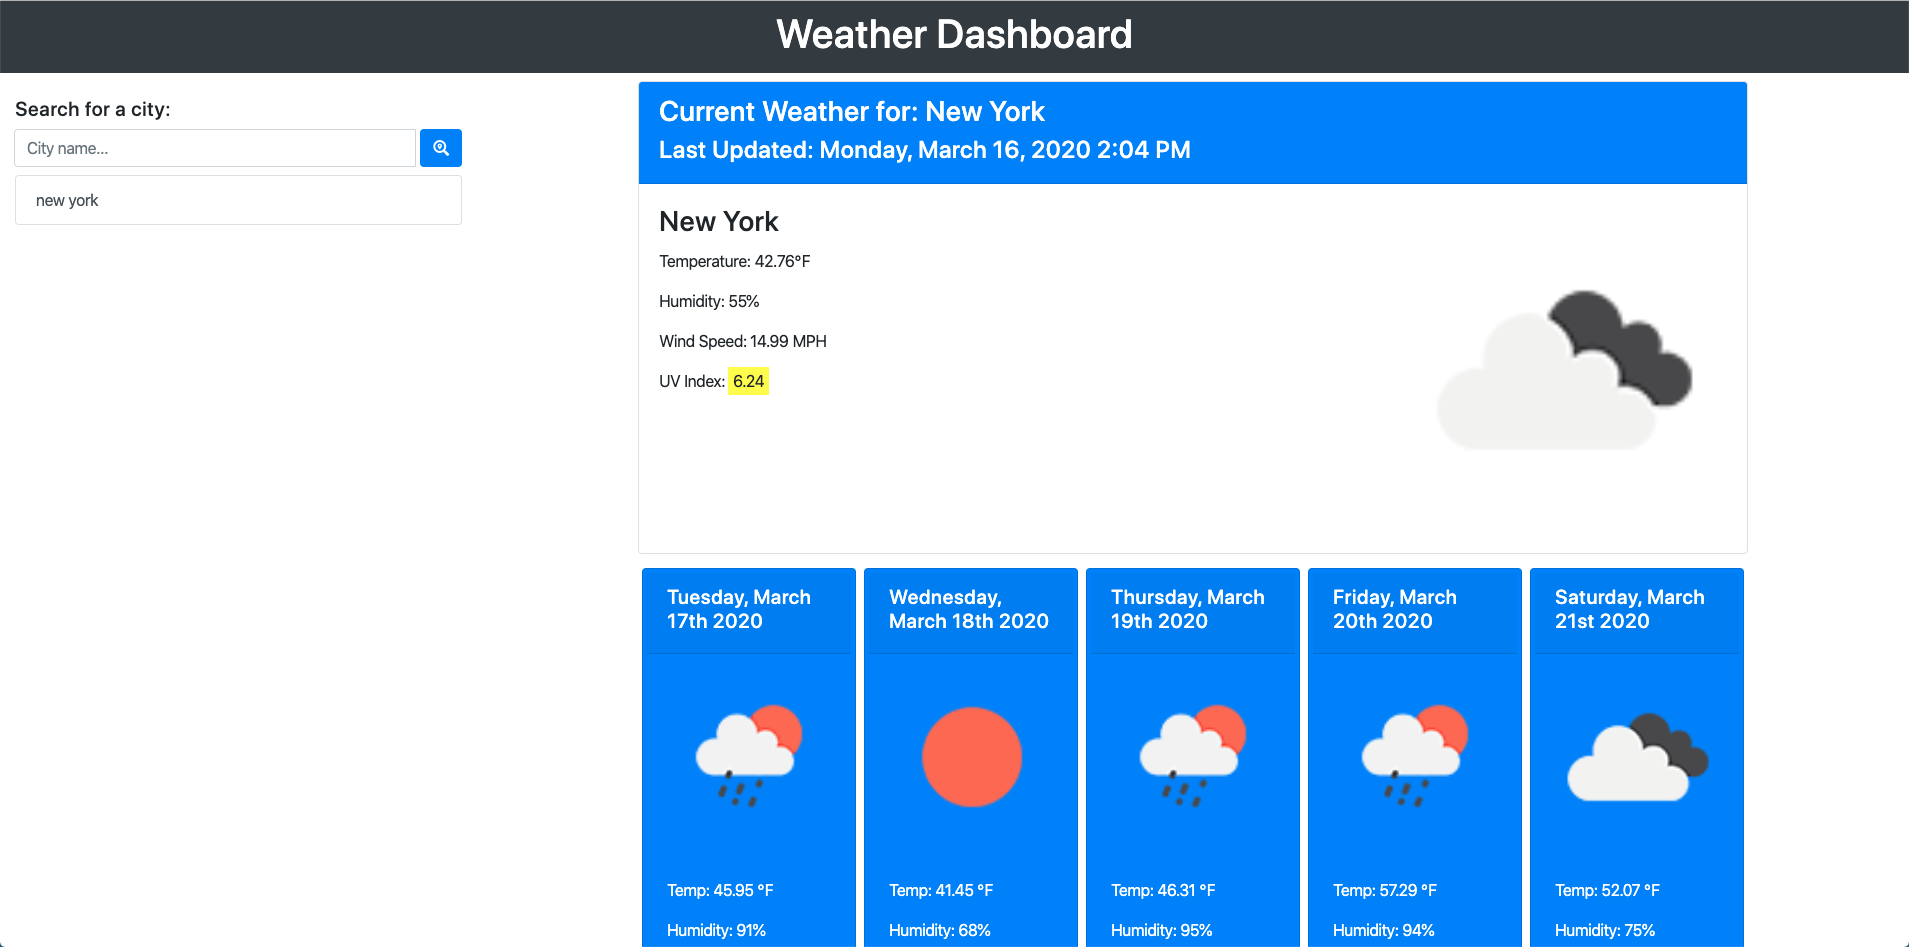 Weather Dashboard
Search for a city:
City name...
new york
Current Weather for: New York
Last Updated: Monday, March 16, 2020 2:04 PM
New York
Temperature: 42.76°F
Humidity: 55%
Wind Speed: 14.99 MPH
UV Index: 6.24
Tuesday, March
17th 2020
Temp: 45.95 °F
Humidity: 91%
Wednesday,
March 18th 2020
Temp: 41.45 °F
Humidity: 68%
Thursday, March
19th 2020
Temp: 46.31 °F
Humidity: 95%
Friday, March
20th 2020
Temp: 57.29 °F
Humidity: 94%
Saturday, March
21st 2020
Temp: 52.07 °F
Humidity: 75%